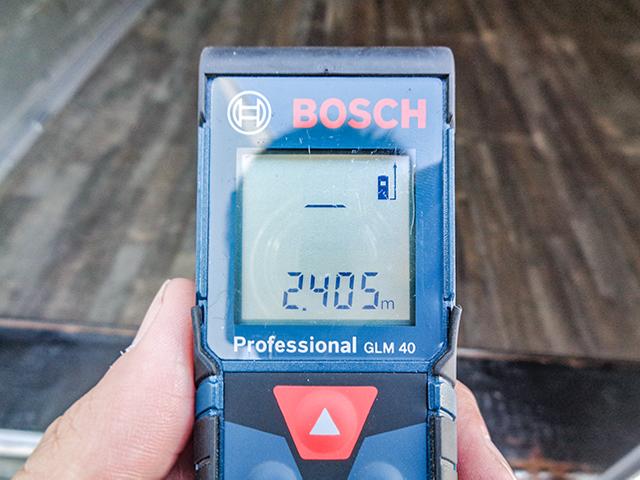 BOSCH
2.405m
Professional GLM 40